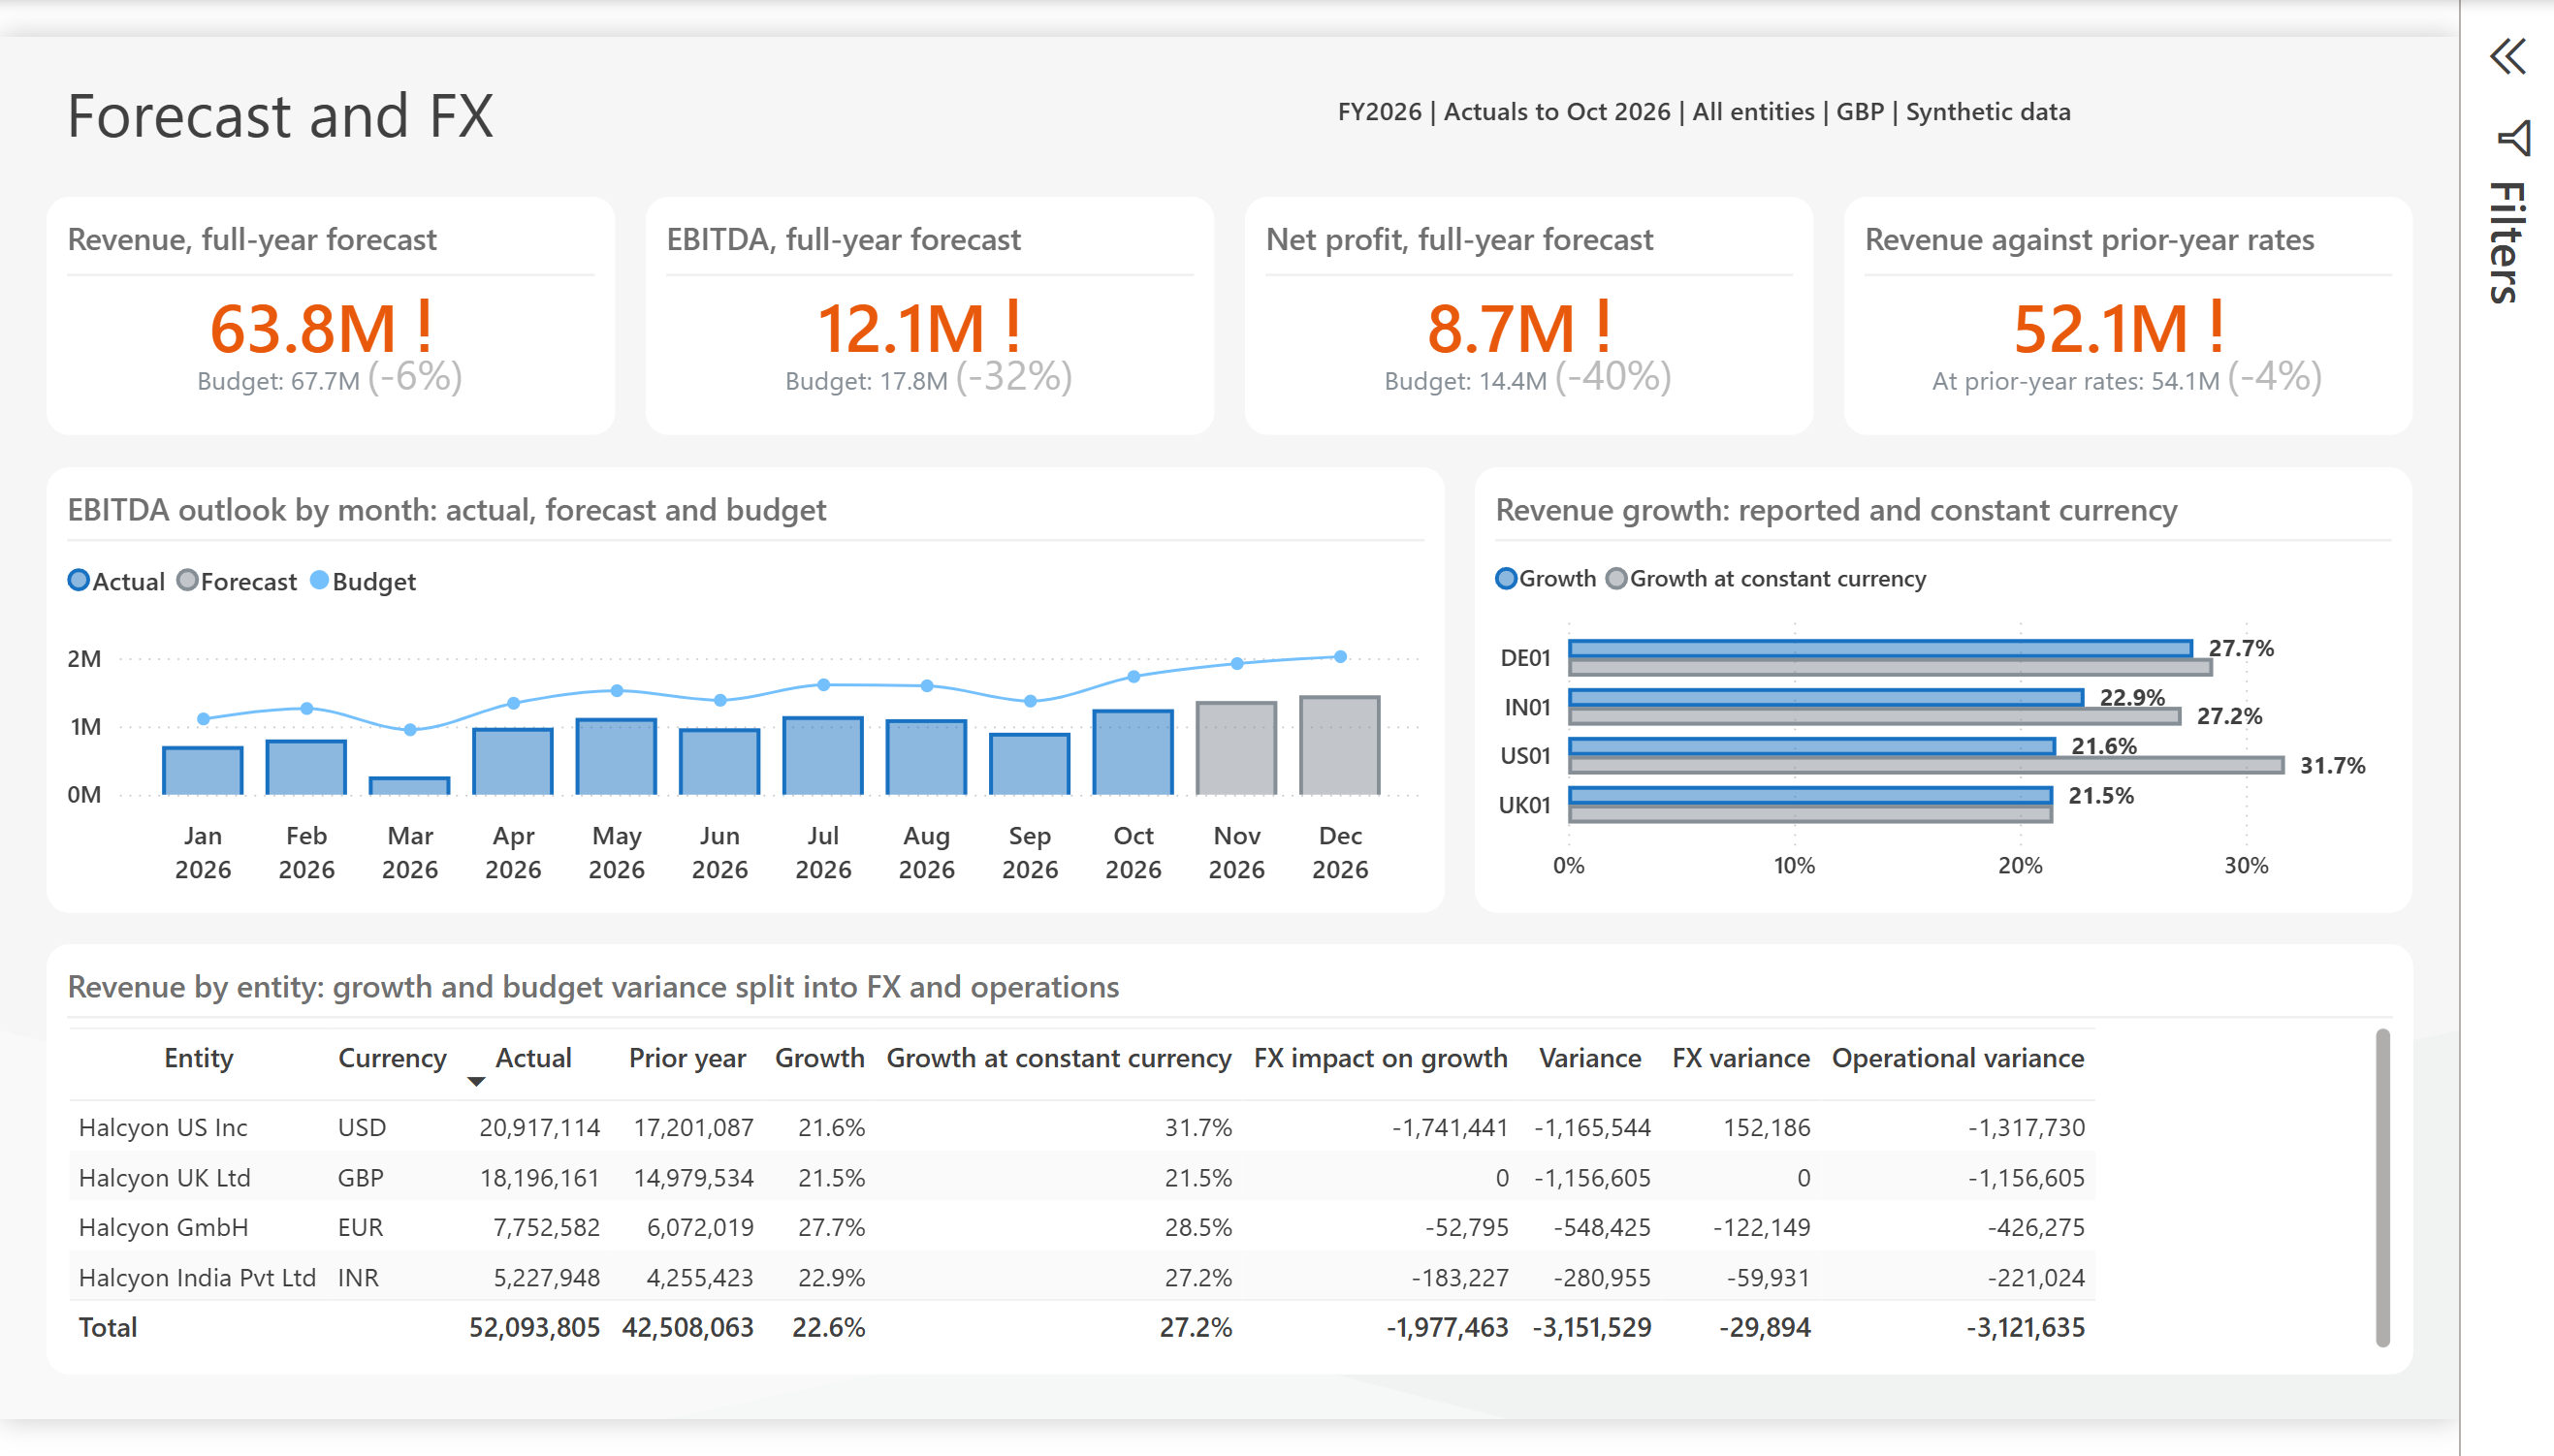 Forecast and FX
FY2026 | Actuals to Oct 2026 | All entities | GBP | Synthetic data
Filters
Revenue, full-year forecast
63.8M !
Budget: 67.7M (-6%)
EBITDA, full-year forecast
12.1M !
Budget: 17.8M (-32%)
Net profit, full-year forecast
8.7M !
Budget: 14.4M (-40%)
Revenue against prior-year rates
52.1M !
At prior-year rates: 54.1M (-4%)
EBITDA outlook by month: actual, forecast and budget
Actual Forecast Budget
2M
1M
0M
Jan Feb Mar Apr May Jun Jul Aug Sep Oct Nov Dec
2026 2026 2026 2026 2026 2026 2026 2026 2026 2026 2026 2026
Revenue growth: reported and constant currency
Growth Growth at constant currency
DE01 27.7%
IN01 22.9%
27.2%
US01 21.6%
31.7%
UK01 21.5%
0% 10% 20% 30%
Revenue by entity: growth and budget variance split into FX and operations
Entity Currency Actual Prior year Growth Growth at constant currency FX impact on growth Variance FX variance Operational variance
Halcyon US Inc USD 20,917,114 17,201,087 21.6% 31.7% -1,741,441 -1,165,544 152,186 -1,317,730
Halcyon UK Ltd GBP 18,196,161 14,979,534 21.5% 21.5% 0 -1,156,605 0 -1,156,605
Halcyon GmbH EUR 7,752,582 6,072,019 27.7% 28.5% -52,795 -548,425 -122,149 -426,275
Halcyon India Pvt Ltd INR 5,227,948 4,255,423 22.9% 27.2% -183,227 -280,955 -59,931 -221,024
Total 52,093,805 42,508,063 22.6% 27.2% -1,977,463 -3,151,529 -29,894 -3,121,635